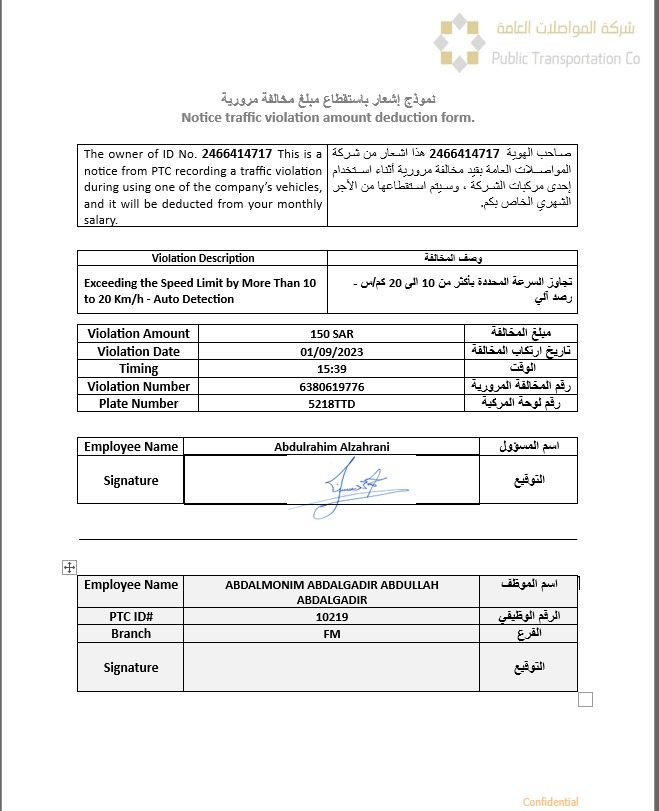 شركة المواصلات العامة
Public Transportation Co
نموذج إشعار باستقطاع مبلغ مخالفة مرورية
Notice traffic violation amount deduction form.
The owner of ID No. 2466414717 This is a
notice from PTC recording a traffic violation
during using one of the company's vehicles,
and it will be deducted from your monthly
salary.
صاحب الهوية 2466414717 هذا اشعار من شركة
المواصلات العامة بقيد مخالفة مرورية أثناء استخدام
إحدى مركبات الشركة ، وسيتم استقطاعها من الأجر
الشهري الخاص بكم.
Violation Description وصف المخالفة
Exceeding the Speed Limit by More Than 10
to 20 Km/h - Auto Detection
تجاوز السرعة المحددة بأكثر من 10 الى 20 كم/س -
رصد آلي
Violation Amount 150 SAR مبلغ المخالفة
Violation Date 01/09/2023 تاريخ ارتكاب المخالفة
Timing 15:39 الوقت
Violation Number 6380619776 رقم المخالفة المرورية
Plate Number 5218TTD رقم لوحة المركبة
Employee Name Abdulrahim Alzahrani اسم المسؤول
Signature التوقيع
Employee Name ABDALMONIM ABDALGADIR ABDULLAH اسم الموظف
ABDALGADIR
PTC ID# 10219 الرقم الوظيفي
Branch FM الفرع
Signature التوقيع
Confidential